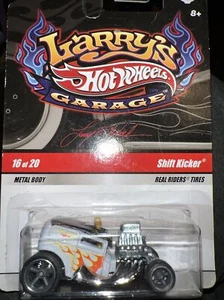 8+
Larry's
Hot Wheels
GARAGE
16 of 20
Shift Kicker®
METAL BODY
REAL RIDERS® TIRES